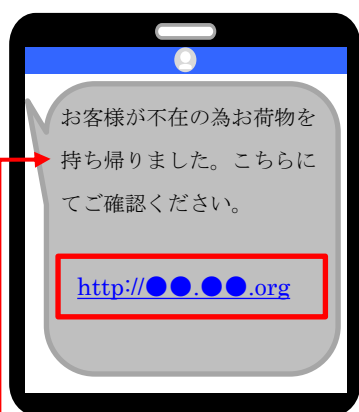 お客様が不在の為お荷物を
持ち帰りました。こちらに
てご確認ください。
http://●●.●●.org